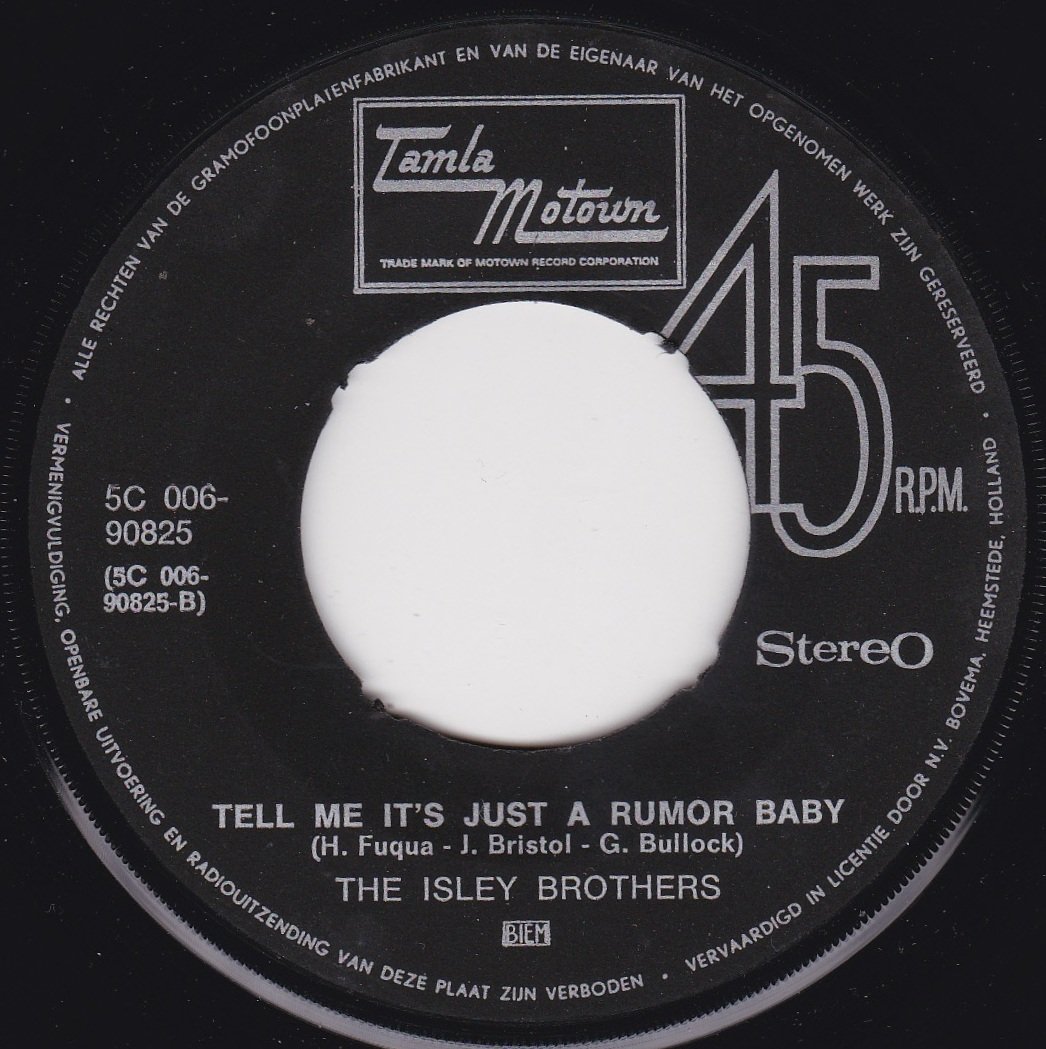 ALLE RECHTEN VAN DE GRAMOFOONPLATENFABRIKANT EN VAN DE EIGENAAR VAN HET OPGENOMEN WERK ZIJN GERESERVEERD •
Tamla
Motown
TRADE MARK OF MOTOWN RECORD CORPORATION
45
R.P.M.
5C 006-
90825
(5C 006-
90825-B)
StereO
TELL ME IT'S JUST A RUMOR BABY
(H. Fuqua - J. Bristol - G. Bullock)
THE ISLEY BROTHERS
BIEM
• VERMENIGVULDIGING, OPENBARE UITVOERING EN RADIOUITZENDING VAN DEZE PLAAT ZIJN VERBODEN •
VERVAARDIGD IN LICENTIE DOOR N.V. BOVEMA, HEEMSTEDE, HOLLAND